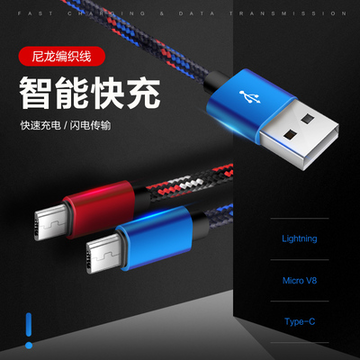 FAST CHARGING & DATA TRANSMISSION
尼龙编织线
智能快充
快速充电 / 闪电传输
Lightning
Micro V8
Type-C
!